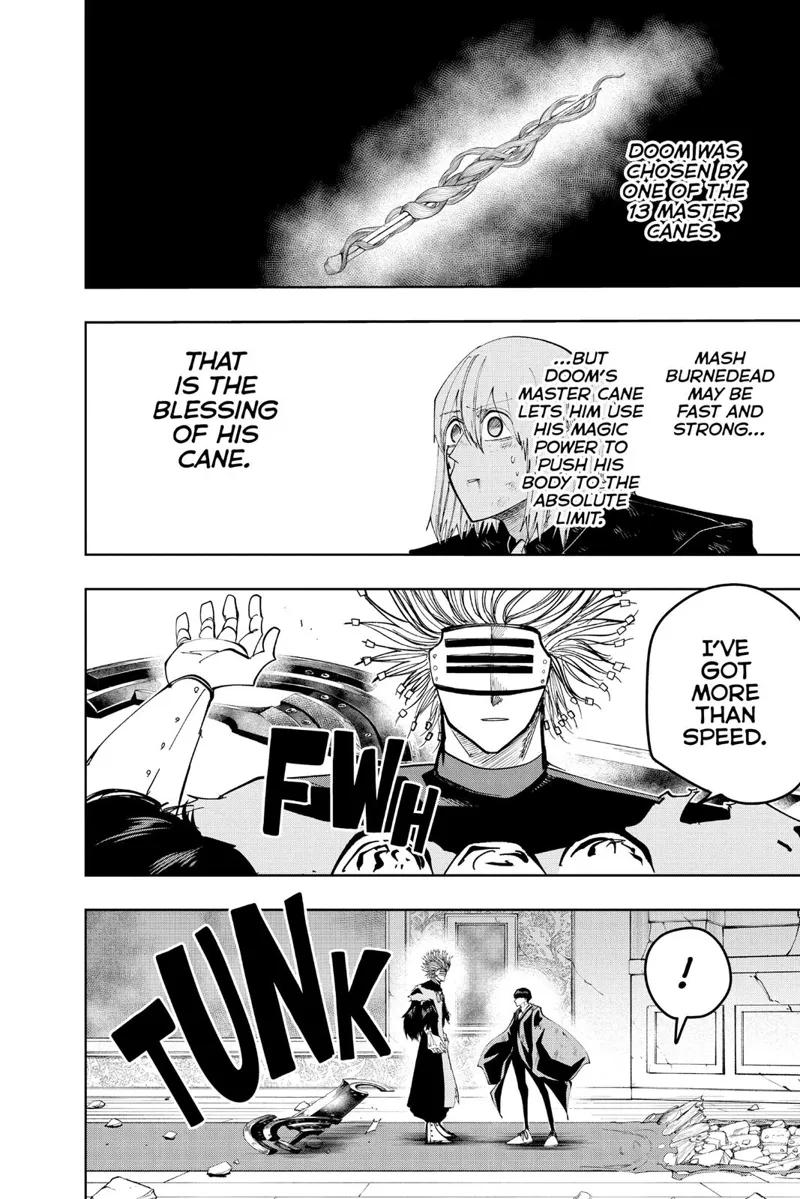 DOOM WAS
CHOSEN BY
ONE OF THE
13 MASTER
CANES.
MASH
BURNEDEAD
MAY BE
FAST AND
STRONG...
...BUT
DOOM'S
MASTER CANE
LETS HIM USE
HIS MAGIC
POWER TO
PUSH HIS
BODY TO THE
ABSOLUTE
LIMIT.
THAT
IS THE
BLESSING
OF HIS
CANE.
I'VE
GOT
MORE
THAN
SPEED.
FWH
!
TUNK